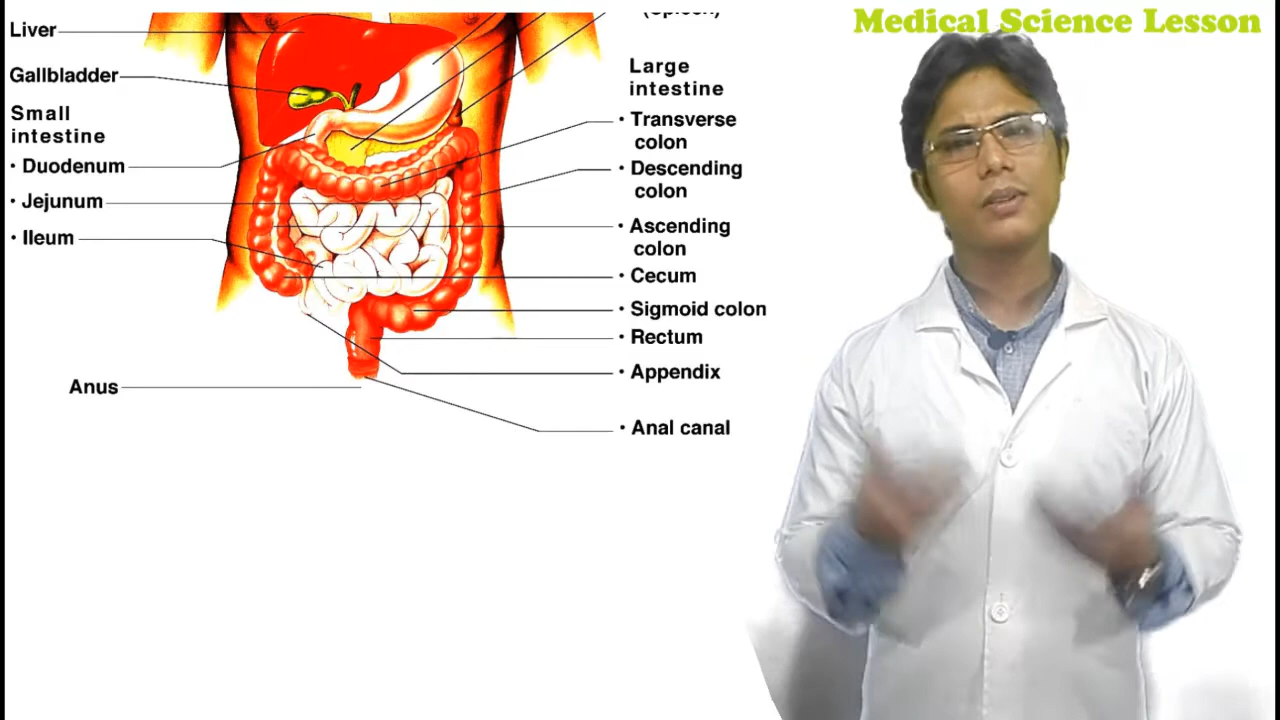 Medical Science Lesson
Liver
Gallbladder
Small
intestine
• Duodenum
• Jejunum
• Ileum
Anus
(Spleen)
Large
intestine
• Transverse
colon
• Descending
colon
• Ascending
colon
• Cecum
• Sigmoid colon
• Rectum
• Appendix
• Anal canal